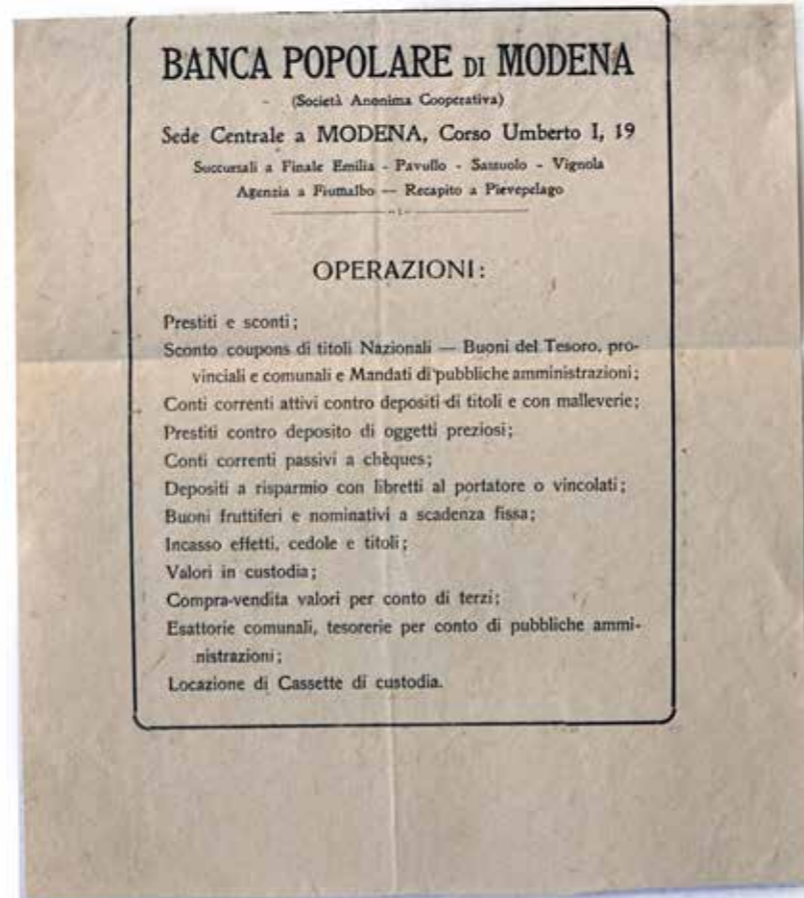 BANCA POPOLARE DI MODENA
(Società Anonima Cooperativa)
Sede Centrale a MODENA, Corso Umberto I, 19
Succursali a Finale Emilia - Pavullo - Sassuolo - Vignola
Agenzia a Fiumalbo — Recapito a Pievepelago
OPERAZIONI:
Prestiti e sconti;
Sconto coupons di titoli Nazionali — Buoni del Tesoro, pro-
vinciali e comunali e Mandati di pubbliche amministrazioni;
Conti correnti attivi contro depositi di titoli e con malleverie;
Prestiti contro deposito di oggetti preziosi;
Conti correnti passivi a chèques;
Depositi a risparmio con libretti al portatore o vincolati;
Buoni fruttiferi e nominativi a scadenza fissa;
Incasso effetti, cedole e titoli;
Valori in custodia;
Compra-vendita valori per conto di terzi;
Esattorie comunali, tesorerie per conto di pubbliche ammi-
nistrazioni;
Locazione di Cassette di custodia.